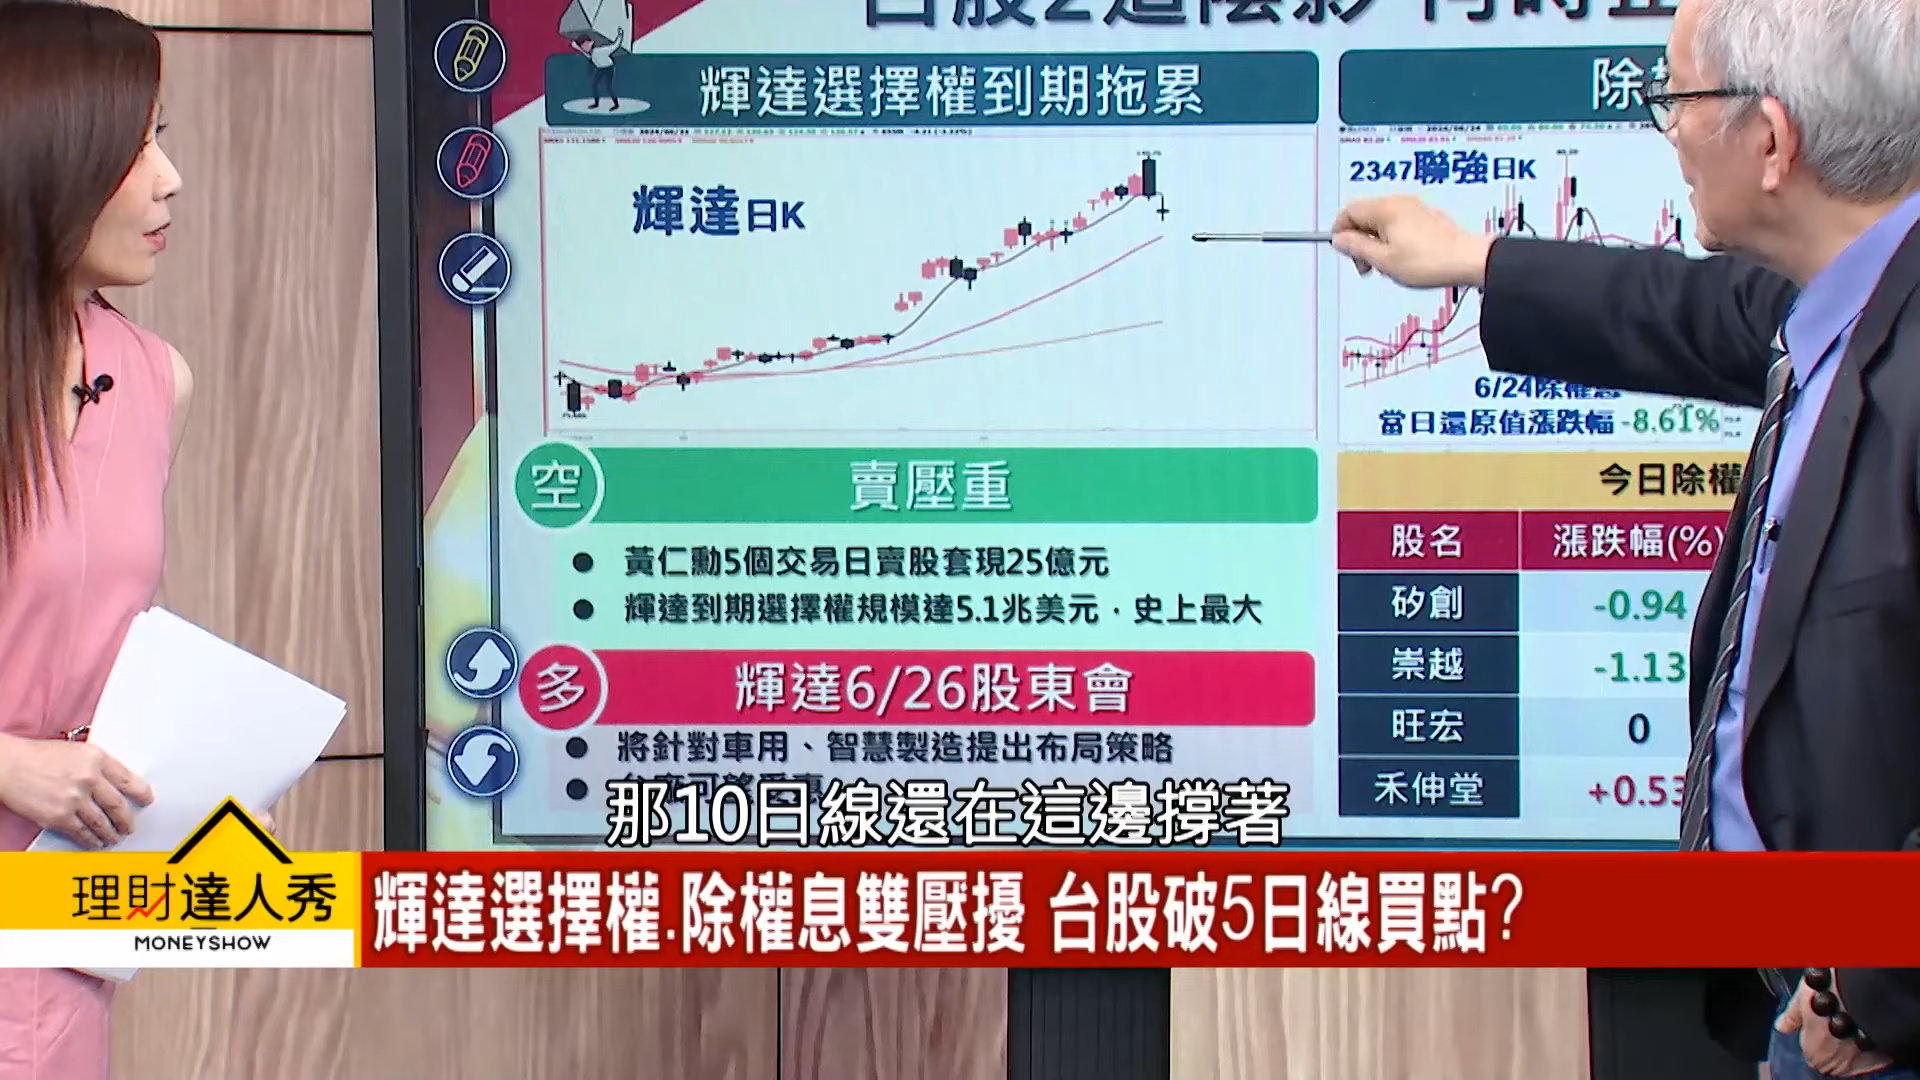 輝達選擇權到期拖累
輝達日K
空
賣壓重
黃仁勳5個交易日賣股套現25億元
輝達到期選擇權規模達5.1兆美元，史上最大
多
輝達6/26股東會
將針對車用、智慧製造提出布局策略
2347聯強日K
當日還原值漲跌幅 -8.61%
今日除權
股名 漲跌幅(%)
矽創 -0.94
崇越 -1.13
旺宏 0
禾伸堂 +0.53
那10日線還在這邊撐著
理財達人秀
MONEYSHOW
輝達選擇權.除權息雙壓擾 台股破5日線買點?